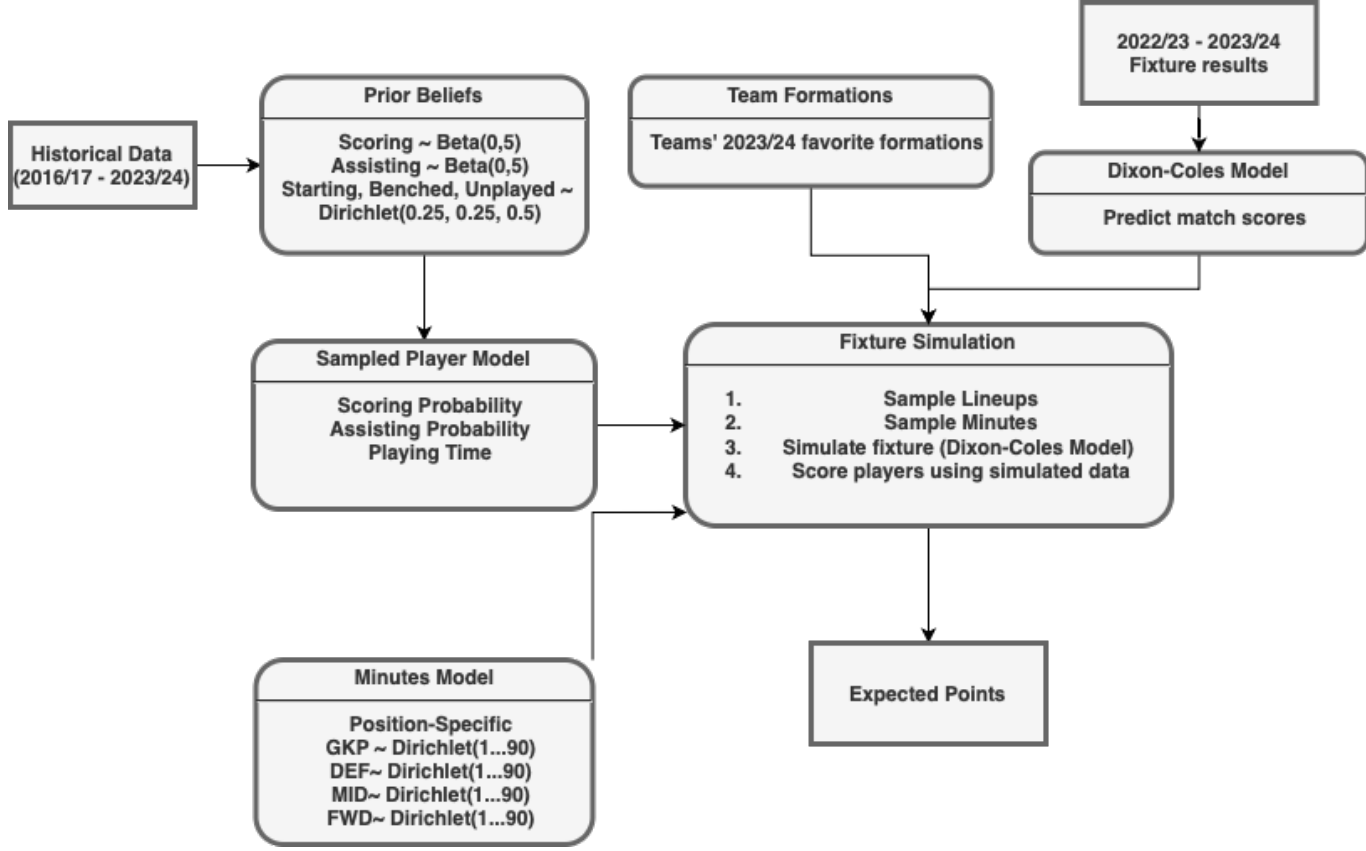 2022/23 - 2023/24
Fixture results
Prior Beliefs
Scoring ~ Beta(0,5)
Assisting ~ Beta(0,5)
Starting, Benched, Unplayed ~
Dirichlet(0.25, 0.25, 0.5)
Team Formations
Teams' 2023/24 favorite formations
Historical Data
(2016/17 - 2023/24)
Dixon-Coles Model
Predict match scores
Sampled Player Model
Scoring Probability
Assisting Probability
Playing Time
Fixture Simulation
1. Sample Lineups
2. Sample Minutes
3. Simulate fixture (Dixon-Coles Model)
4. Score players using simulated data
Minutes Model
Position-Specific
GKP ~ Dirichlet(1...90)
DEF~ Dirichlet(1...90)
MID~ Dirichlet(1...90)
FWD~ Dirichlet(1...90)
Expected Points